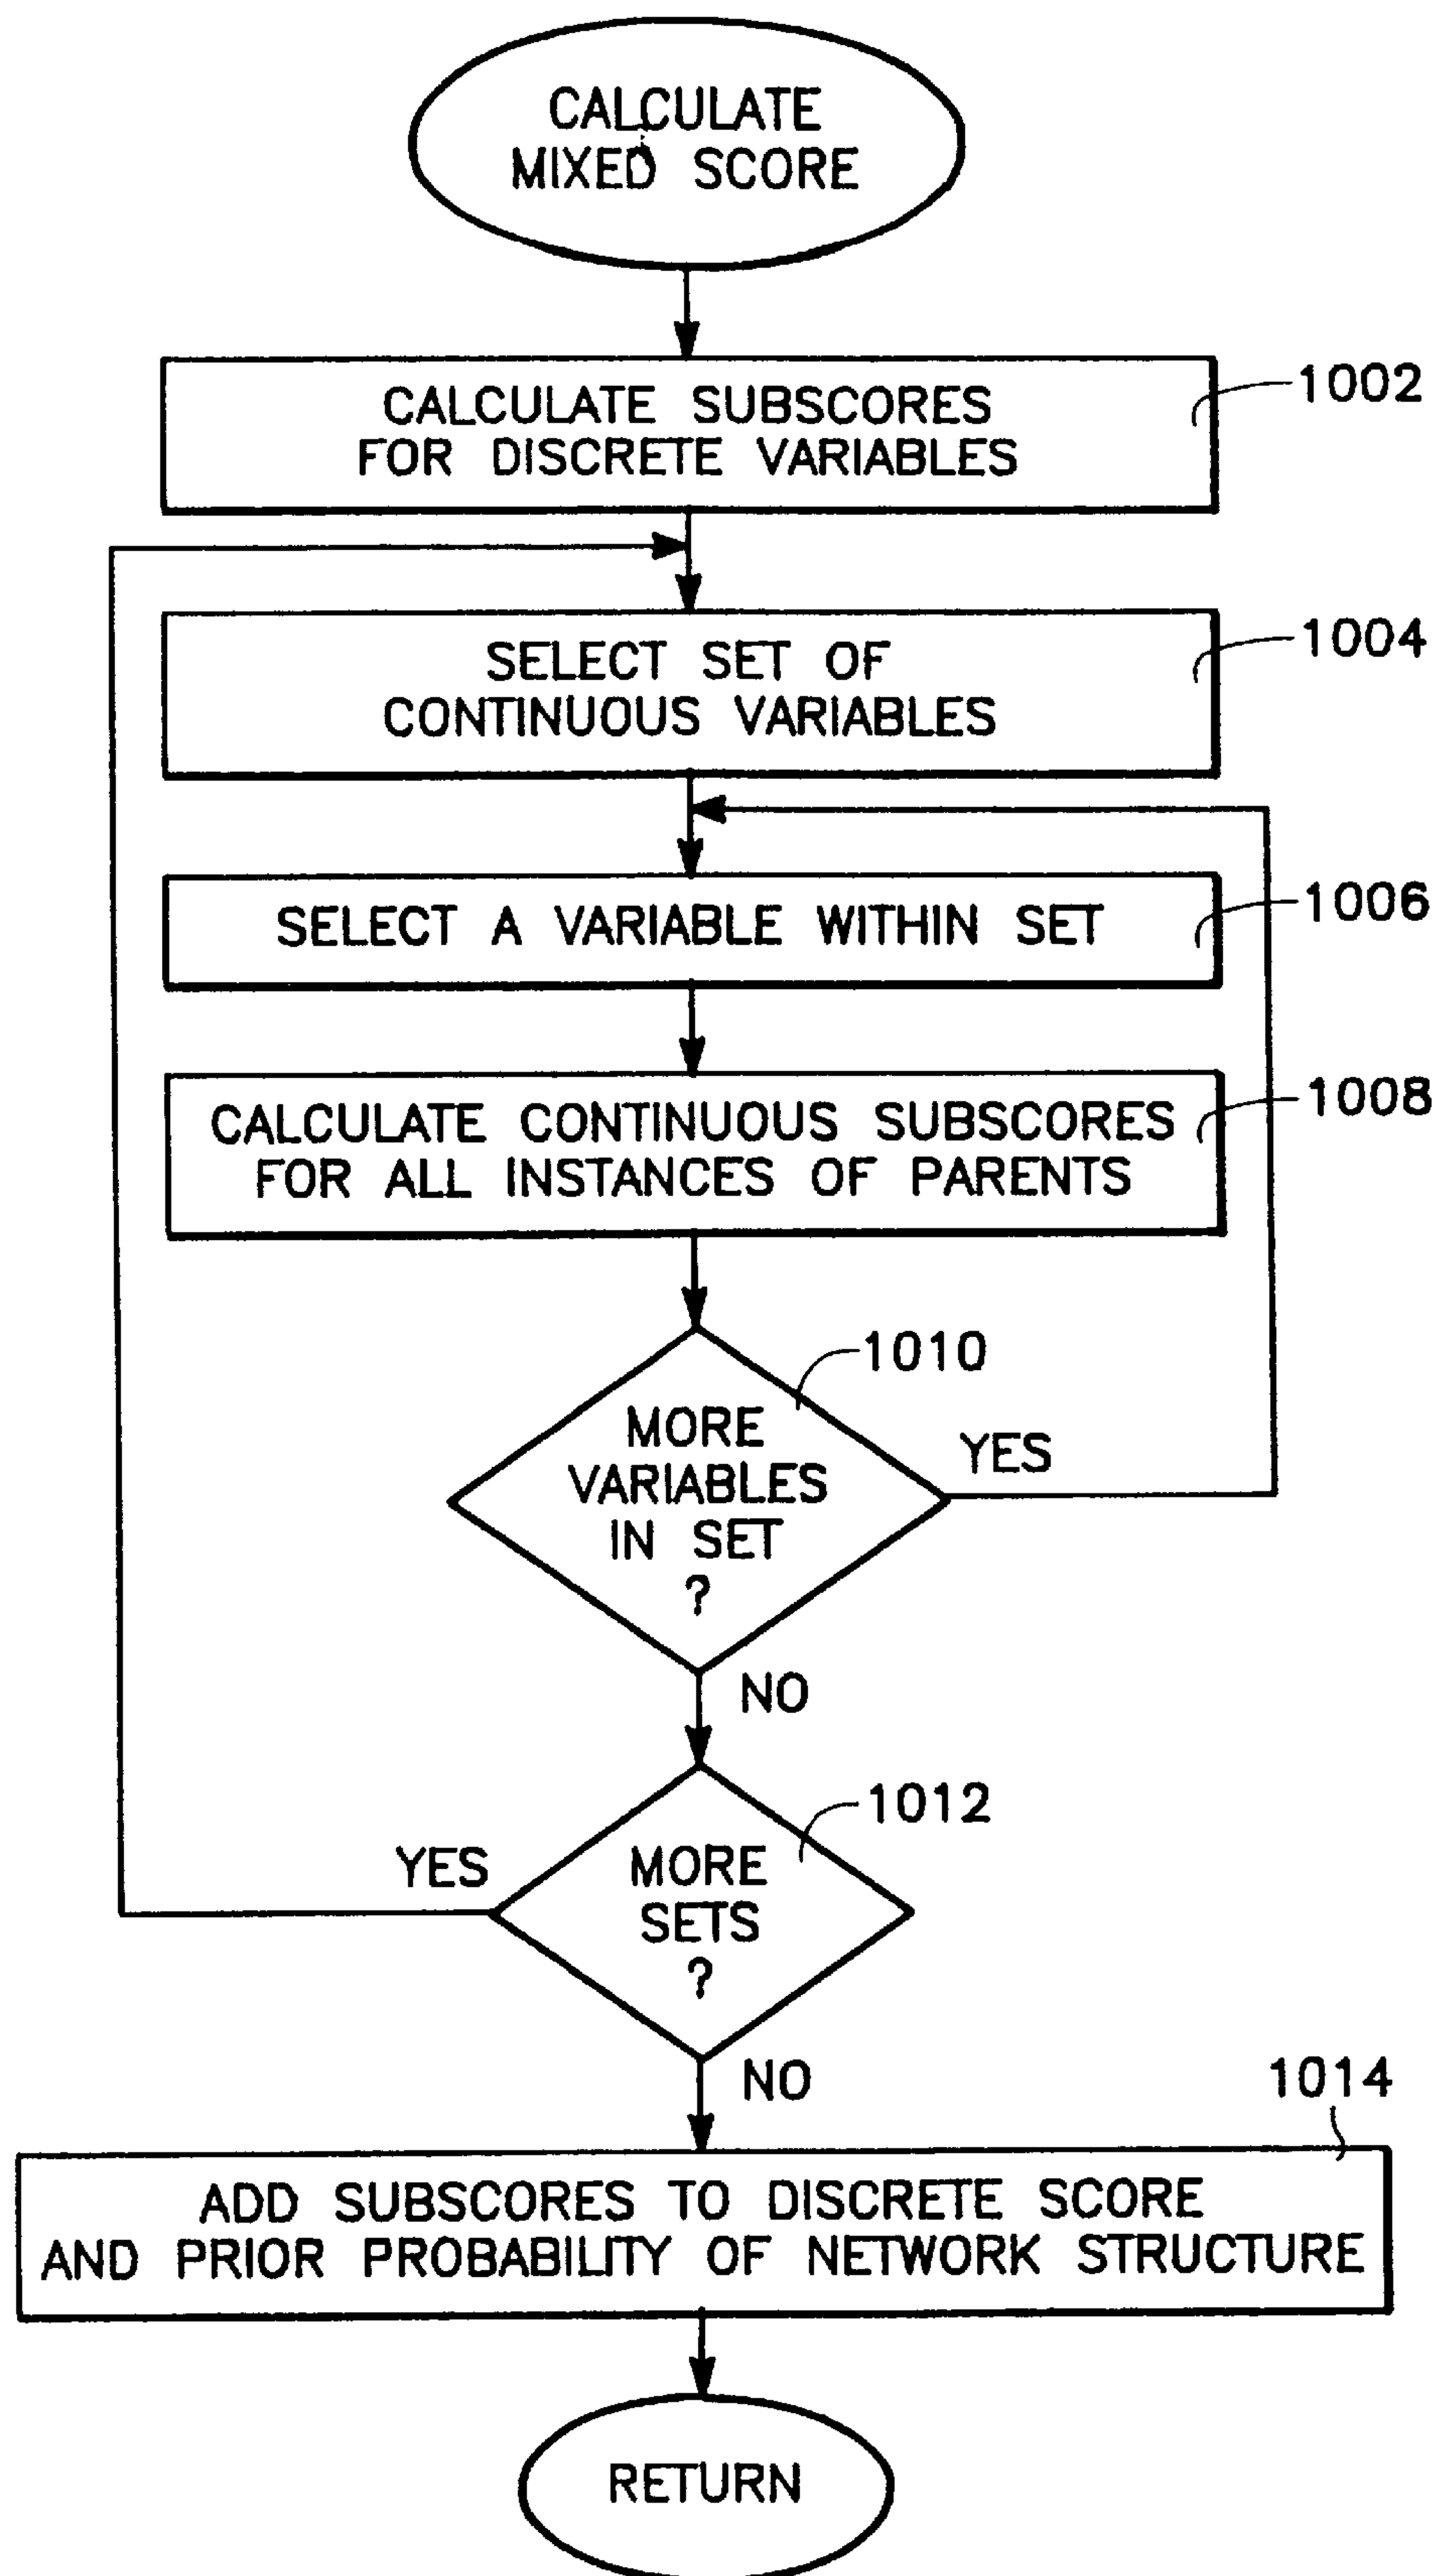 CALCULATE
MIXED SCORE
CALCULATE SUBSCORES
FOR DISCRETE VARIABLES
1002
SELECT SET OF
CONTINUOUS VARIABLES
1004
SELECT A VARIABLE WITHIN SET
1006
CALCULATE CONTINUOUS SUBSCORES
FOR ALL INSTANCES OF PARENTS
1008
1010
MORE
VARIABLES
IN SET
?
YES
NO
1012
MORE
SETS
?
YES
NO
1014
ADD SUBSCORES TO DISCRETE SCORE
AND PRIOR PROBABILITY OF NETWORK STRUCTURE
RETURN